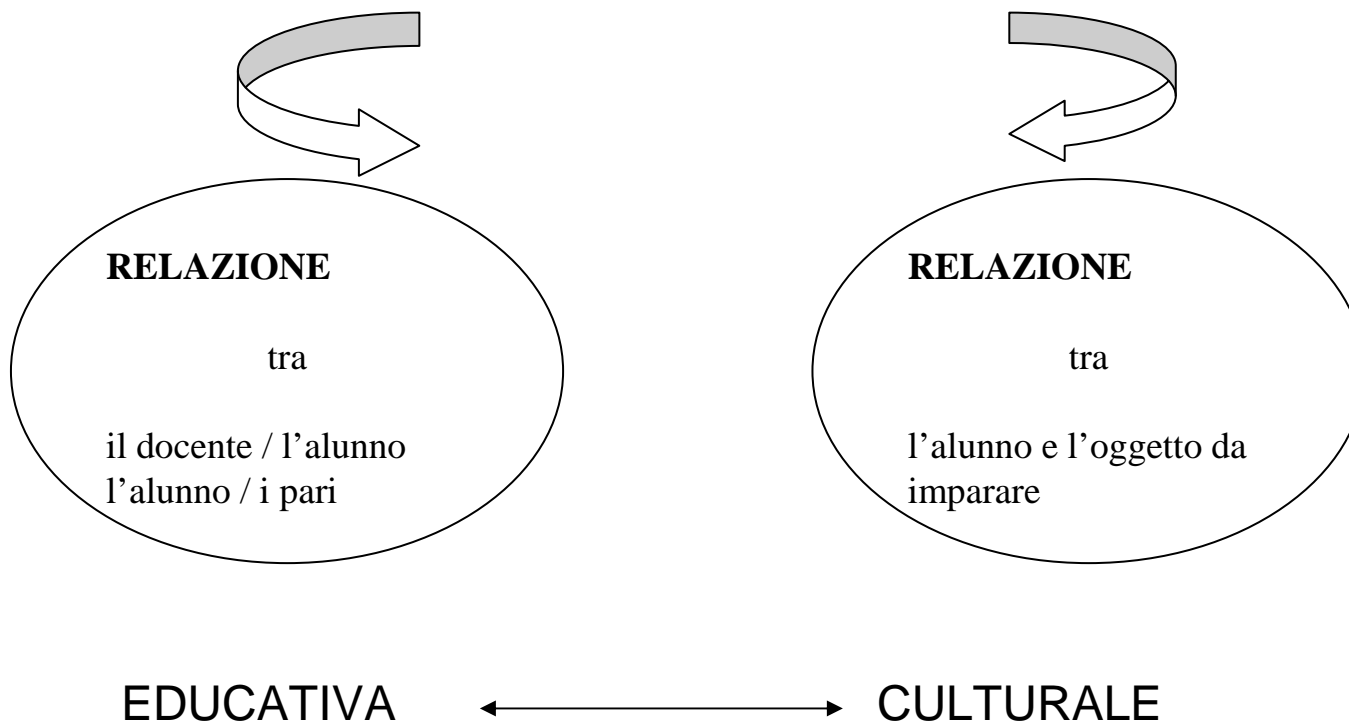 RELAZIONE
tra
il docente / l’alunno
l’alunno / i pari
RELAZIONE
tra
l’alunno e l’oggetto da
imparare
EDUCATIVA
CULTURALE